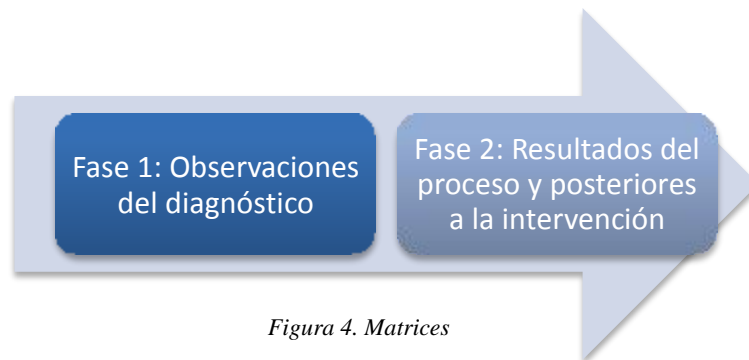 Fase 1: Observaciones
del diagnóstico
Fase 2: Resultados del
proceso y posteriores
a la intervención
Figura 4. Matrices